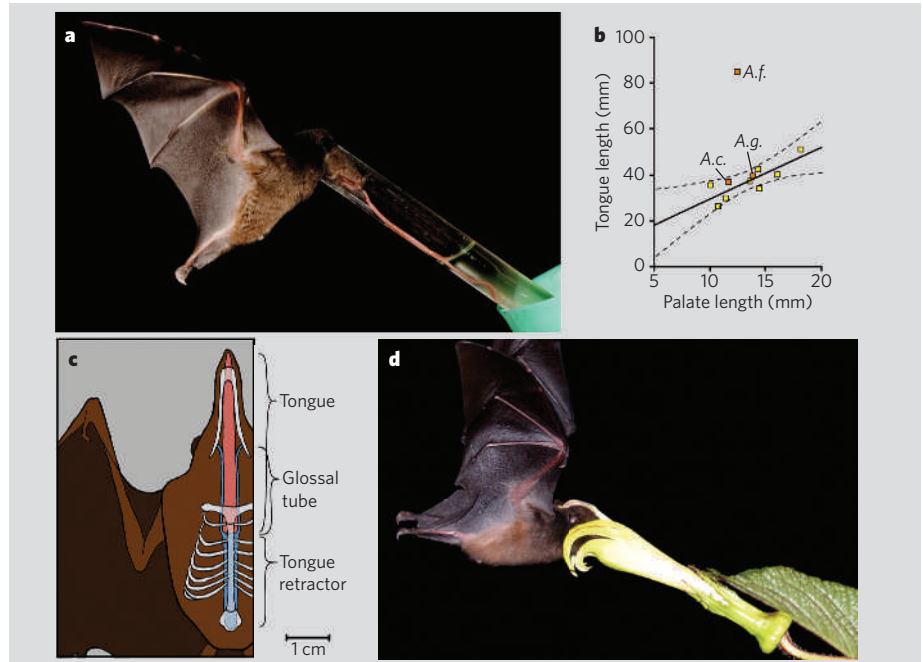 a
b
100
80
60
40
20
0
Tongue length (mm)
A.f.
A.g.
A.c.
5
10
15
20
Palate length (mm)
c
Tongue
Glossal
tube
Tongue
retractor
1 cm
d